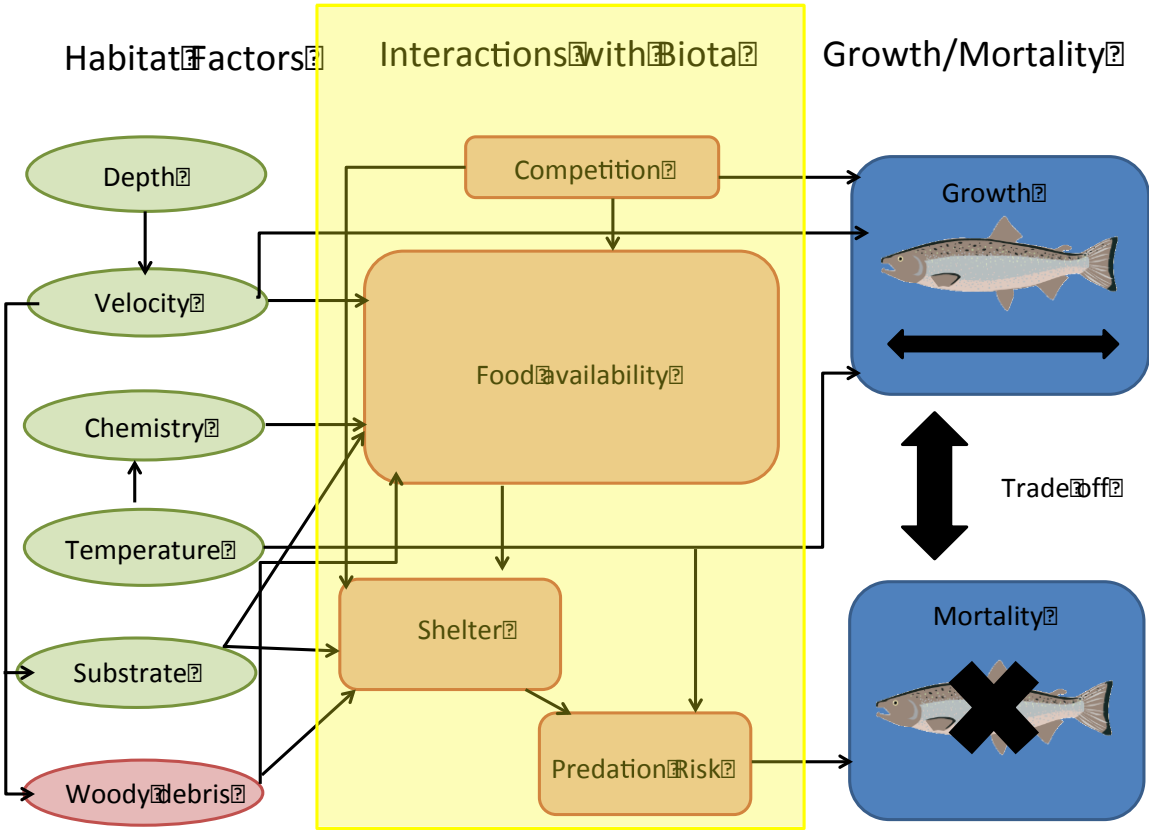 Habitat Factors
Interactions with Biota
Growth/Mortality
Depth
Velocity
Chemistry
Temperature
Substrate
Woody debris
Competition
Food availability
Shelter
Predation Risk
Growth
Trade off
Mortality